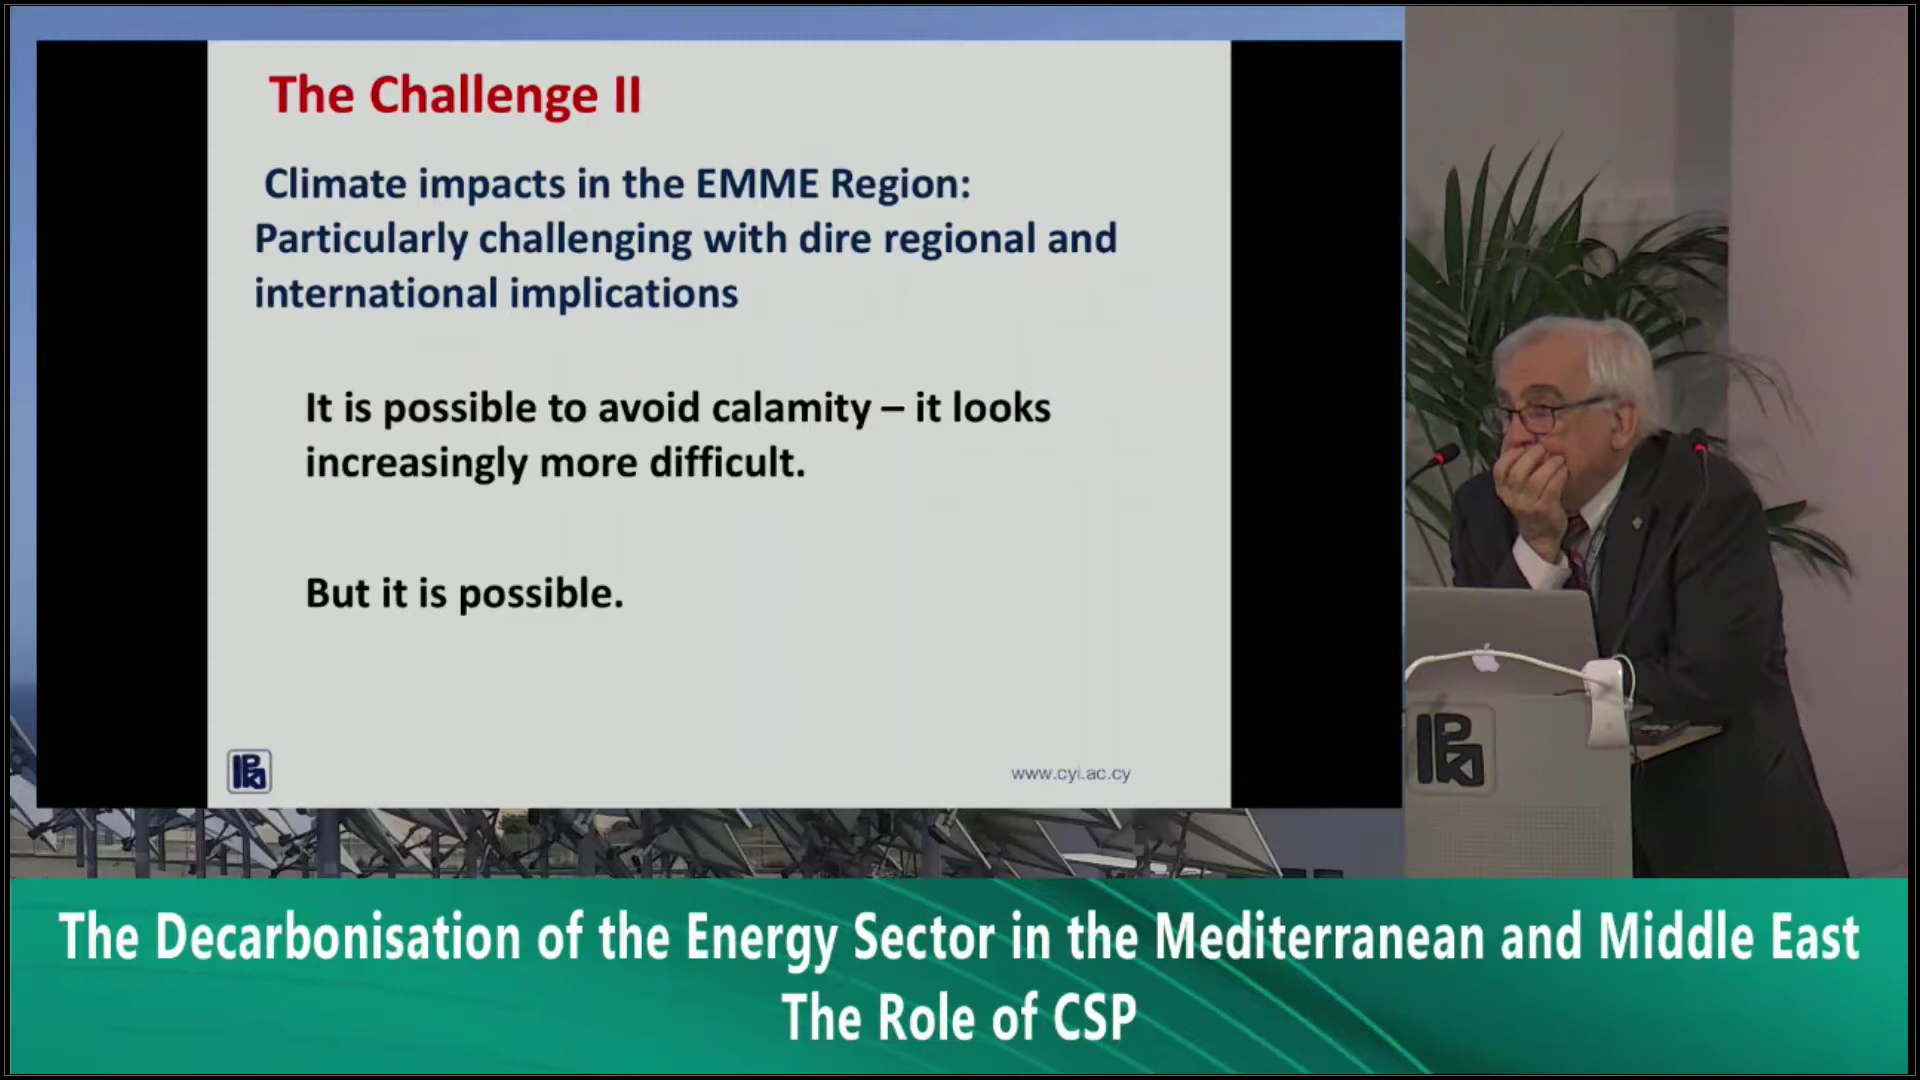 The Challenge II
Climate impacts in the EMME Region:
Particularly challenging with dire regional and
international implications
It is possible to avoid calamity – it looks
increasingly more difficult.
But it is possible.
www.cyi.ac.cy
The Decarbonisation of the Energy Sector in the Mediterranean and Middle East
The Role of CSP